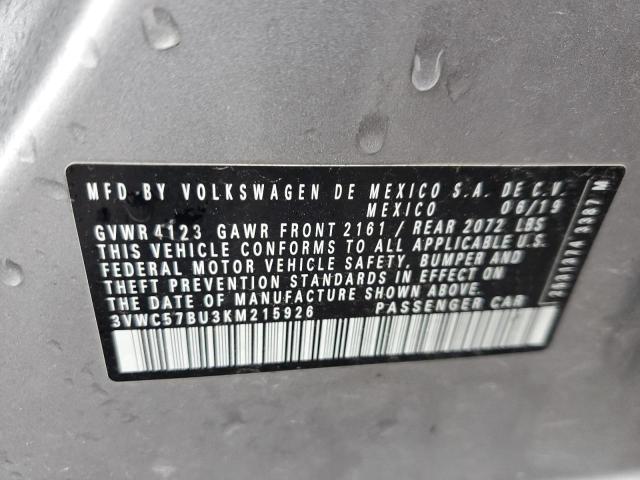 MFD. BY VOLKSWAGEN DE MEXICO S.A. DE C.V.
MEXICO 06/19
GVWR 4123 GAWR FRONT 2161 / REAR 2072 LBS
THIS VEHICLE CONFORMS TO ALL APPLICABLE U.S.
FEDERAL MOTOR VEHICLE SAFETY, BUMPER AND
THEFT PREVENTION STANDARDS IN EFFECT ON
THE DATE OF MANUFACTURE SHOWN ABOVE.
3VWC57BU3KM215926 PASSENGER CAR